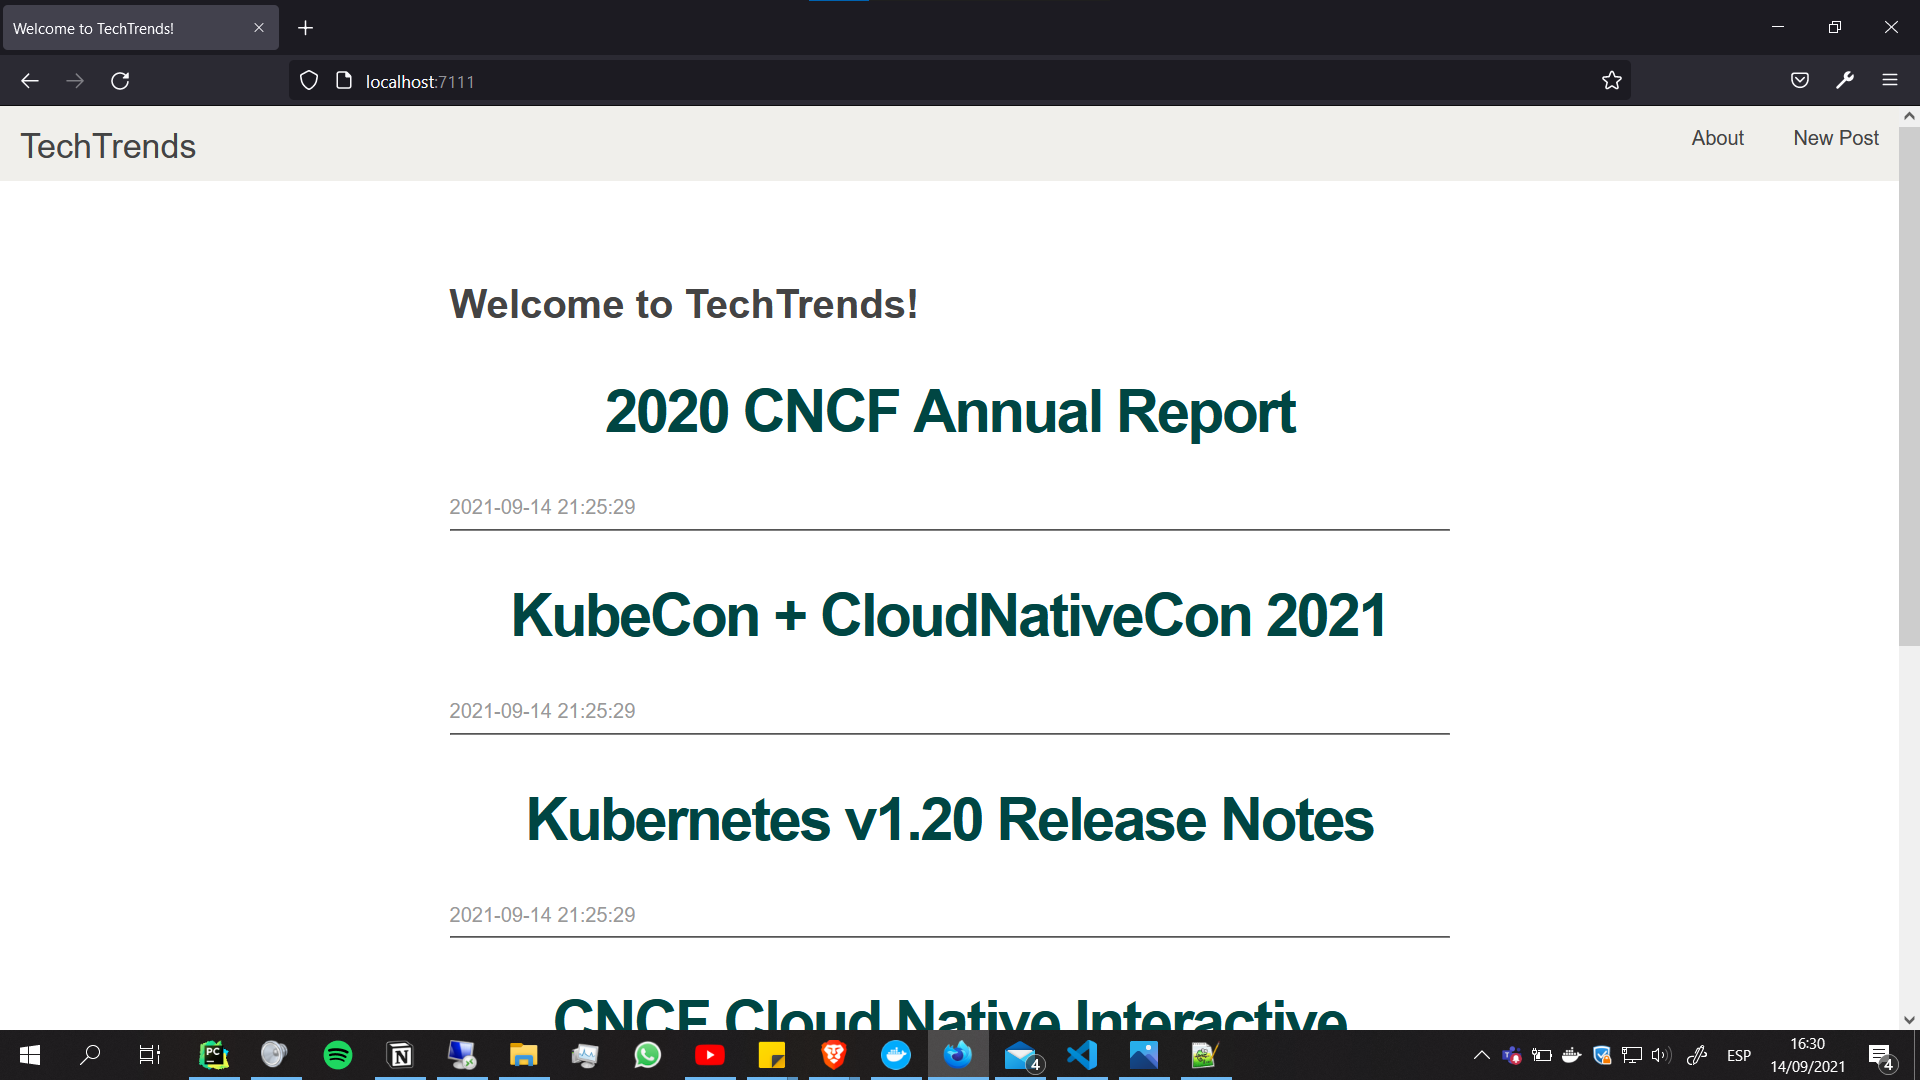 Welcome to TechTrends!
localhost:7111
TechTrends
About
New Post
Welcome to TechTrends!
2020 CNCF Annual Report
2021-09-14 21:25:29
KubeCon + CloudNativeCon 2021
2021-09-14 21:25:29
Kubernetes v1.20 Release Notes
2021-09-14 21:25:29
CNCF Cloud Native Interactive
PC
N
4
ESP
16:30
14/09/2021
4